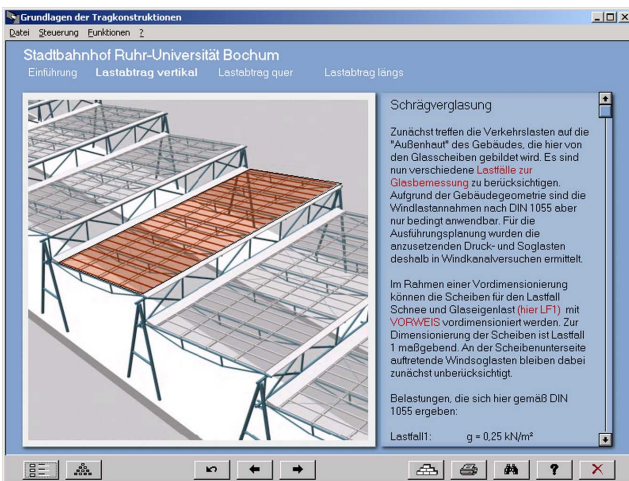 Grundlagen der Tragkonstruktionen
Datei Steuerung Funktionen ?
Stadtbahnhof Ruhr-Universität Bochum
Einführung Lastabtrag vertikal Lastabtrag quer Lastabtrag längs
Schrägverglasung
Zunächst treffen die Verkehrslasten auf die
"Außenhaut" des Gebäudes, die hier von
den Glasscheiben gebildet wird. Es sind
nun verschiedene Lastfälle zur
Glasbemessung zu berücksichtigen.
Aufgrund der Gebäudegeometrie sind die
Windlastannahmen nach DIN 1055 aber
nur bedingt anwendbar. Für die
Ausführungsplanung wurden die
anzusetzenden Druck- und Soglasten
deshalb in Windkanalversuchen ermittelt.
Im Rahmen einer Vordimensionierung
können die Scheiben für den Lastfall
Schnee und Glaseigenlast (hier LF1) mit
VORWEIS vordimensioniert werden. Zur
Dimensionierung der Scheiben ist Lastfall
1 maßgebend. An der Scheibenunterseite
auftretende Windsoglasten bleiben dabei
zunächst unberücksichtigt.
Belastungen, die sich hier gemäß DIN
1055 ergeben:
Lastfall1: g = 0,25 kN/m²
?